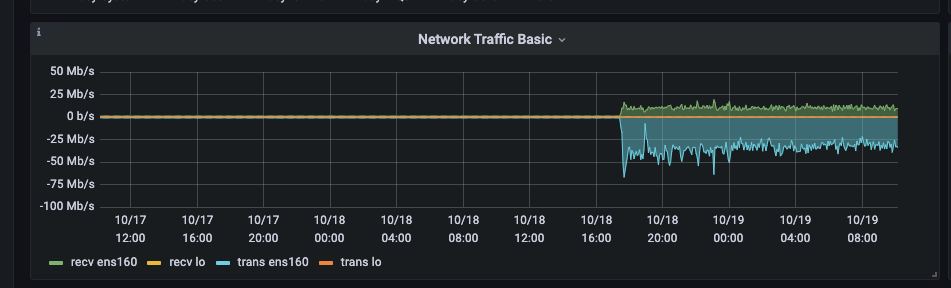 Network Traffic Basic
50 Mb/s
25 Mb/s
0 b/s
-25 Mb/s
-50 Mb/s
-75 Mb/s
-100 Mb/s
10/17 10/17 10/17 10/18 10/18 10/18 10/18 10/18 10/18 10/19 10/19 10/19
12:00 16:00 20:00 00:00 04:00 08:00 12:00 16:00 20:00 00:00 04:00 08:00
recv ens160 recv lo trans ens160 trans lo